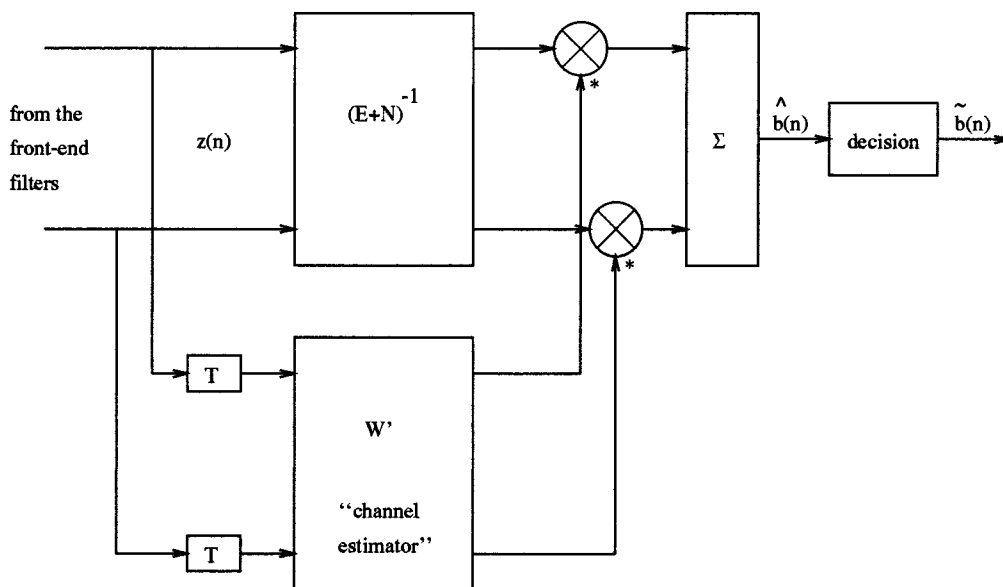 from the
front-end
filters
z(n)
(E+N)^-1
*
*
Σ
^
b(n)
decision
~
b(n)
T
T
W'
‘‘channel
estimator’’